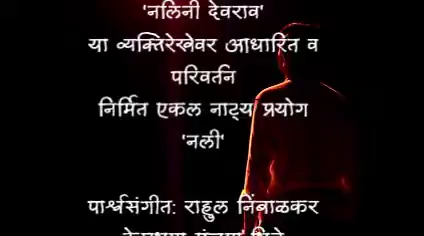 'नलिनी देवराव'
या व्यक्तिरेखेवर आधारित व
परिवर्तन
निर्मित एकल नाट्य प्रयोग
'नली'
पार्श्वसंगीत: राहुल निंबाळकर